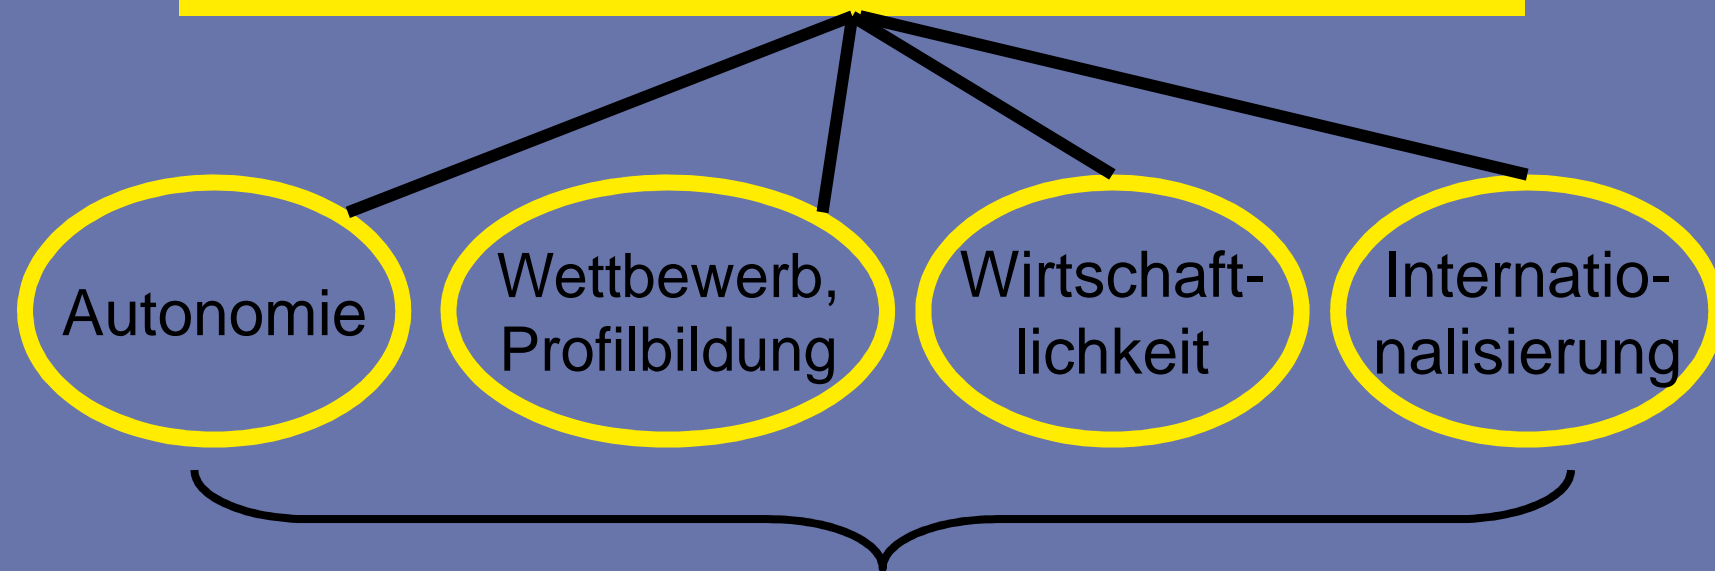 Autonomie
Wettbewerb,
Profilbildung
Wirtschaft-
lichkeit
Internatio-
nalisierung